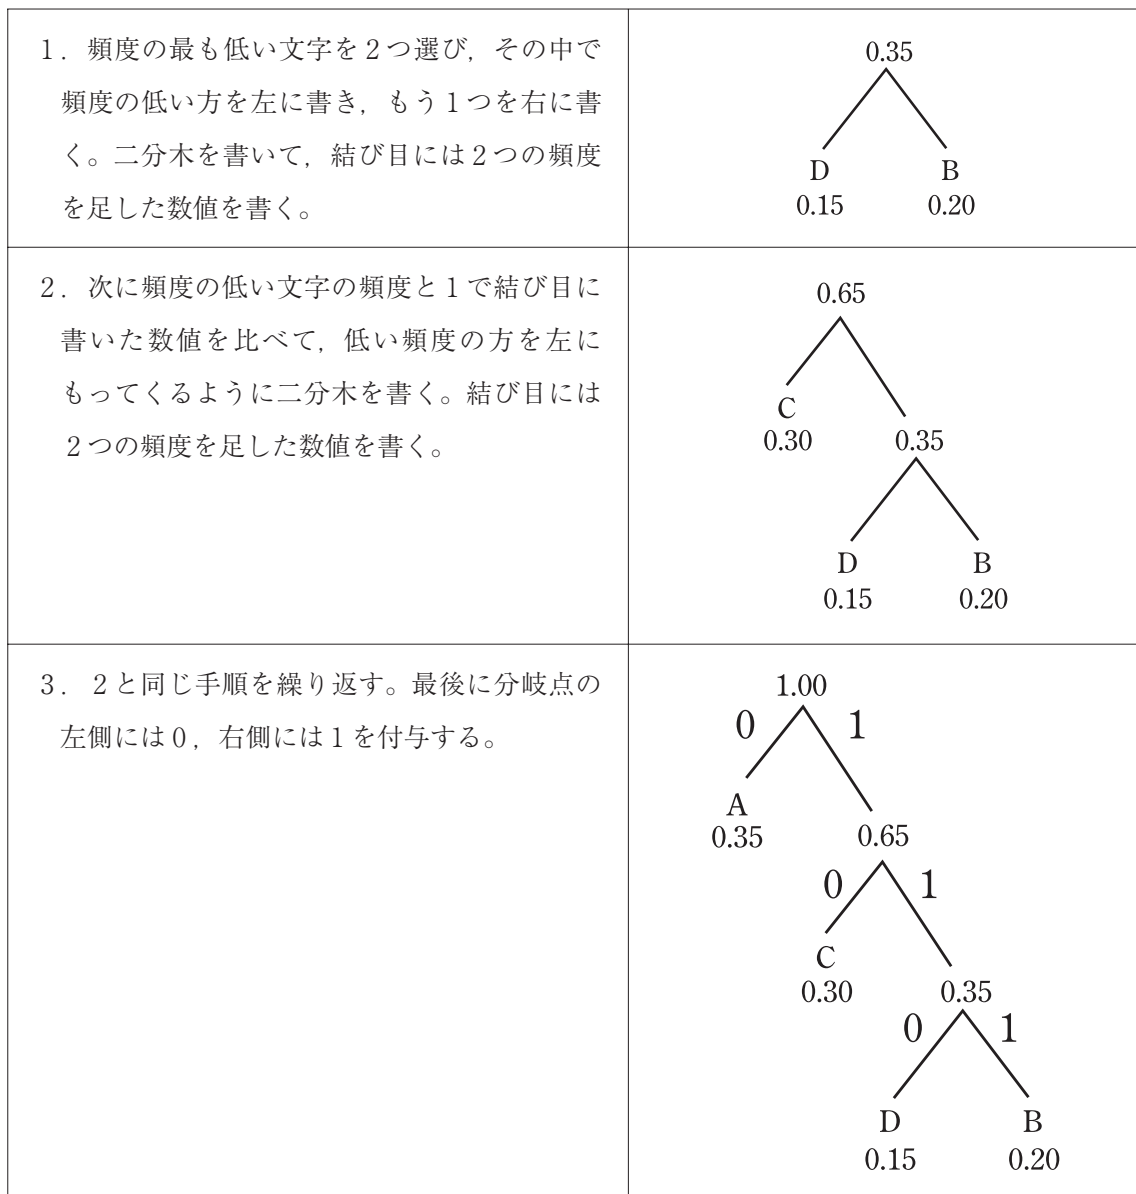 １．頻度の最も低い文字を２つ選び，その中で
頻度の低い方を左に書き，もう１つを右に書
く。二分木を書いて，結び目には２つの頻度
を足した数値を書く。
0.35
D B
0.15 0.20
２．次に頻度の低い文字の頻度と１で結び目に
書いた数値を比べて，低い頻度の方を左に
もってくるように二分木を書く。結び目には
２つの頻度を足した数値を書く。
0.65
C
0.30 0.35
D B
0.15 0.20
３．２と同じ手順を繰り返す。最後に分岐点の
左側には０，右側には１を付与する。
1.00
0 1
A
0.35 0.65
0 1
C
0.30 0.35
0 1
D B
0.15 0.20